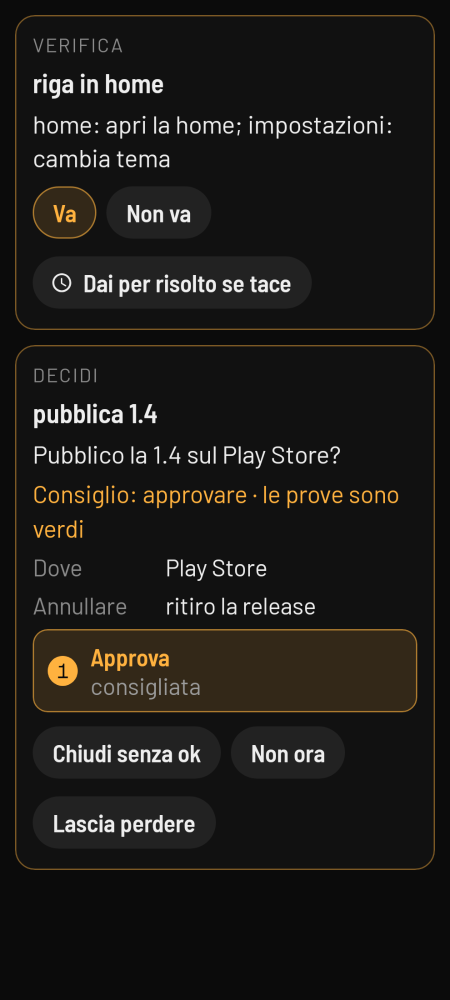 VERIFICA
riga in home
home: apri la home; impostazioni:
cambia tema
Va
Non va
Dai per risolto se tace
DECIDI
pubblica 1.4
Pubblico la 1.4 sul Play Store?
Consiglio: approvare · le prove sono
verdi
Dove Play Store
Annullare ritiro la release
1 Approva
consigliata
Chiudi senza ok
Non ora
Lascia perdere